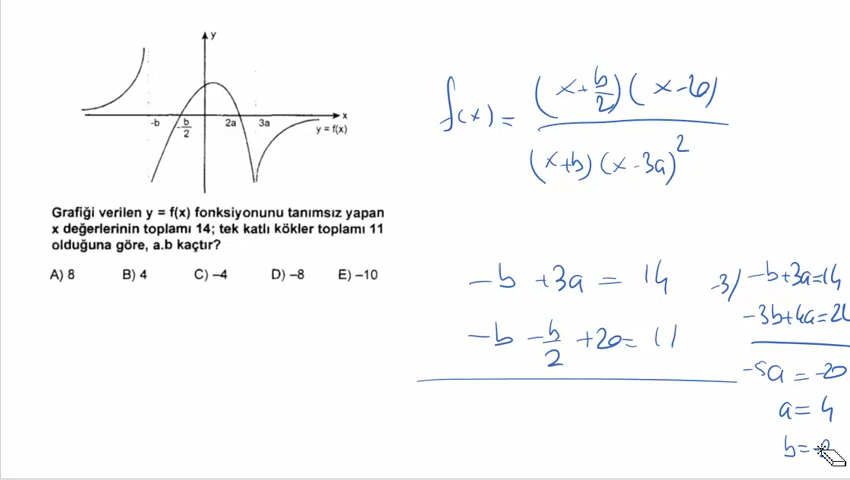 y
-b
-b/2
2a
3a
x
y = f(x)
Grafiği verilen y = f(x) fonksiyonunu tanımsız yapan
x değerlerinin toplamı 14; tek katlı kökler toplamı 11
olduğuna göre, a.b kaçtır?
A) 8 B) 4 C) –4 D) –8 E) –10
f(x) = (x+b/2)(x-2a) / (x+b)(x-3a)²
-b +3a = 14
-b -b/2 +2a = 11
-3/ -b+3a=14
-3b+4a=2
-5a = -20
a = 4
b = -